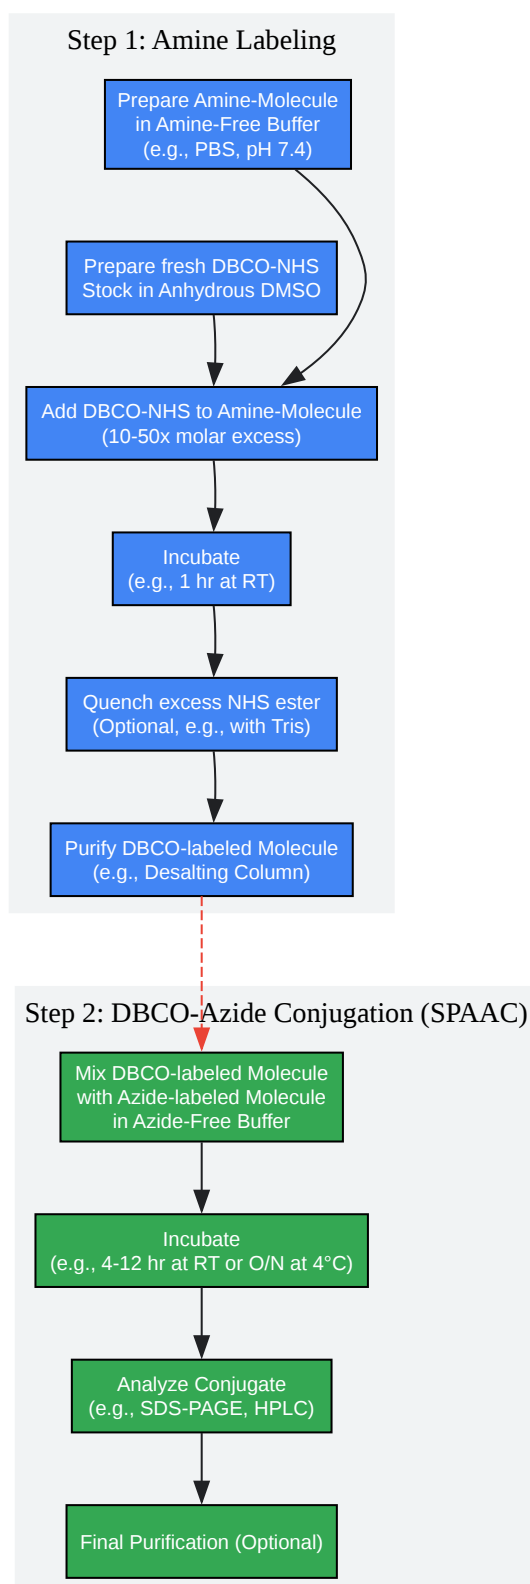 Step 1: Amine Labeling
Prepare Amine-Molecule
in Amine-Free Buffer
(e.g., PBS, pH 7.4)
Prepare fresh DBCO-NHS
Stock in Anhydrous DMSO
Add DBCO-NHS to Amine-Molecule
(10-50x molar excess)
Incubate
(e.g., 1 hr at RT)
Quench excess NHS ester
(Optional, e.g., with Tris)
Purify DBCO-labeled Molecule
(e.g., Desalting Column)
Step 2: DBCO-Azide Conjugation (SPAAC)
Mix DBCO-labeled Molecule
with Azide-labeled Molecule
in Azide-Free Buffer
Incubate
(e.g., 4-12 hr at RT or O/N at 4°C)
Analyze Conjugate
(e.g., SDS-PAGE, HPLC)
Final Purification (Optional)